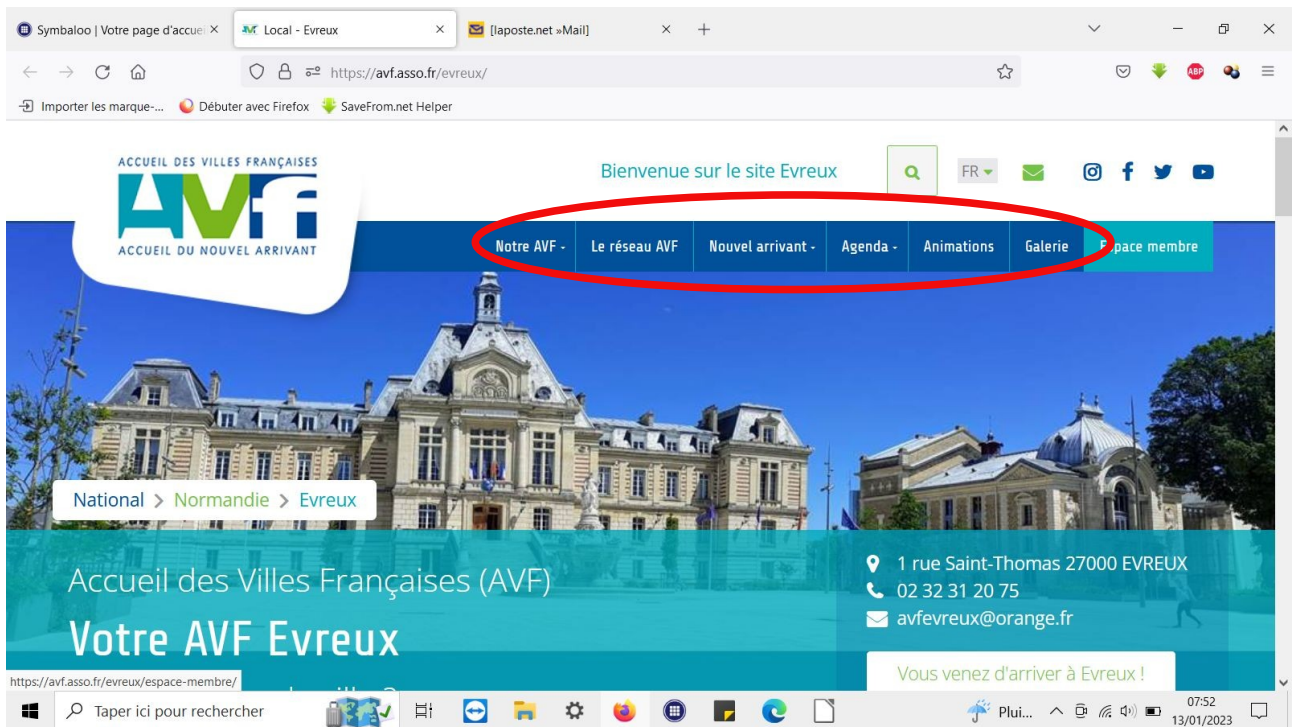 Symbaloo | Votre page d'accuei
Local - Evreux
[laposte.net »Mail]
https://avf.asso.fr/evreux/
ABP
Importer les marque-...
Débuter avec Firefox
SaveFrom.net Helper
ACCUEIL DES VILLES FRANÇAISES
AVF
ACCUEIL DU NOUVEL ARRIVANT
Bienvenue sur le site Evreux
FR
Notre AVF -
Le réseau AVF
Nouvel arrivant -
Agenda -
Animations
Galerie
Espace membre
National > Normandie > Evreux
Accueil des Villes Françaises (AVF)
Votre AVF Evreux
1 rue Saint-Thomas 27000 EVREUX
02 32 31 20 75
avfevreux@orange.fr
Vous venez d'arriver à Evreux !
https://avf.asso.fr/evreux/espace-membre/
Taper ici pour rechercher
Plui...
07:52
13/01/2023